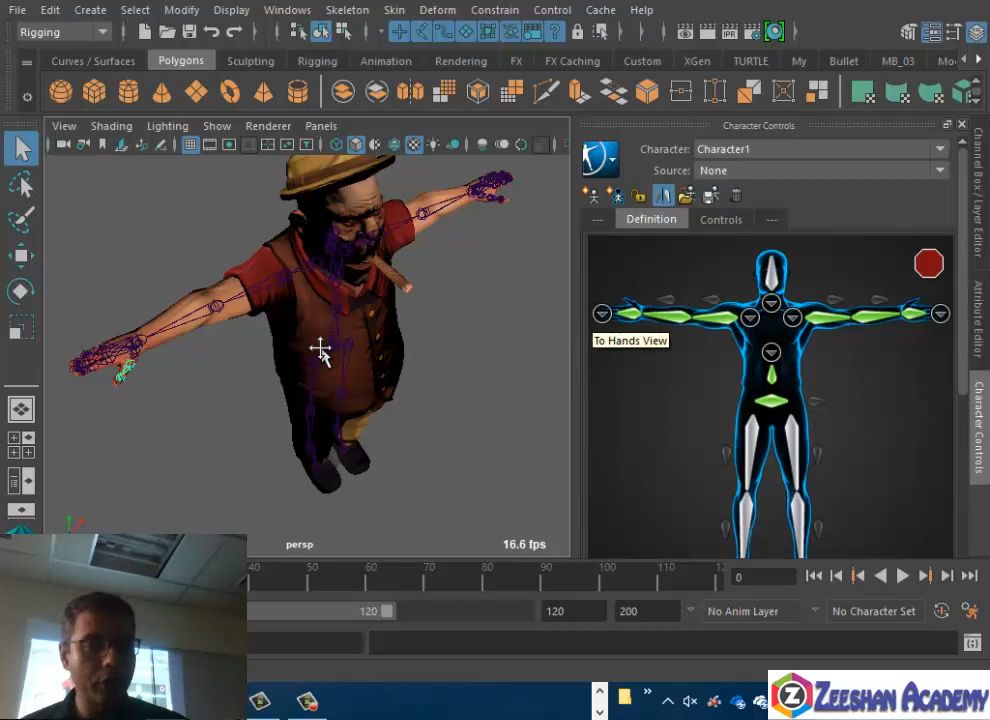 File Edit Create Select Modify Display Windows Skeleton Skin Deform Constrain Control Cache Help
Rigging
IPR
Curves / Surfaces Polygons Sculpting Rigging Animation Rendering FX FX Caching Custom XGen TURTLE My Bullet MB_03
View Shading Lighting Show Renderer Panels
Character Controls
Character: Character1
Source: None
Definition Controls
To Hands View
Channel Box / Layer Editor
Attribute Editor
Character Controls
persp 16.6 fps
40 50 60 70 80 90 100 110 12
0
120 120 200 No Anim Layer No Character Set
ZEESHAN ACADEMY